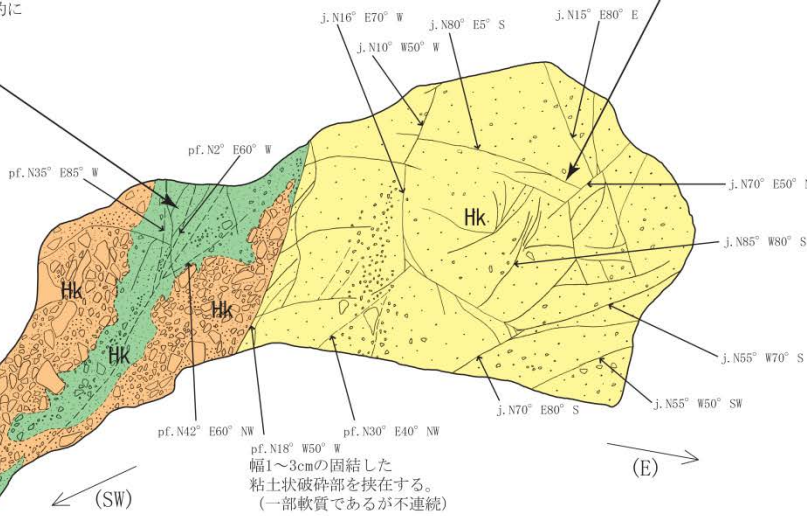 的に
j.N16° E70° W
j.N80° E5° S
j.N15° E80° E
j.N10° W50° W
pf.N2° E60° W
pf.N35° E85° W
j.N70° E50°
Hk
j.N85° W80° S
Hk
Hk
Hk
j.N55° W70° S
j.N55° W50° SW
j.N70° E80° S
pf.N42° E60° NW
pf.N18° W50° W
pf.N30° E40° NW
幅1～3cmの固結した
粘土状破砕部を挟在する。
(一部軟質であるが不連続)
(SW)
(E)